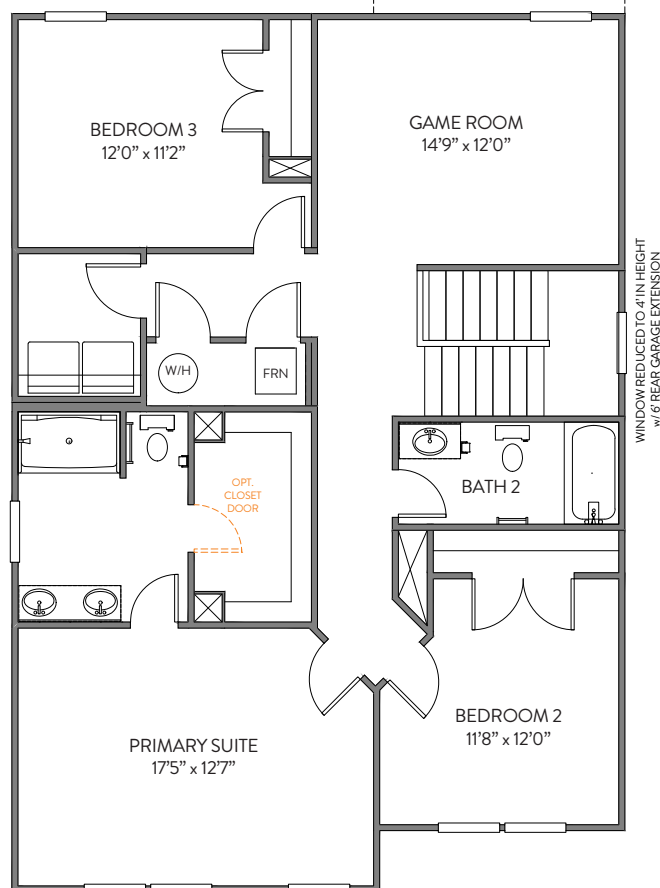 BEDROOM 3
12'0” x 11'2”
GAME ROOM
14'9” x 12'0”
WINDOW REDUCED TO 4' IN HEIGHT
w/ 6' REAR GARAGE EXTENSION
W/H
FRN
OPT.
CLOSET
DOOR
BATH 2
PRIMARY SUITE
17'5” x 12'7”
BEDROOM 2
11'8” x 12'0”